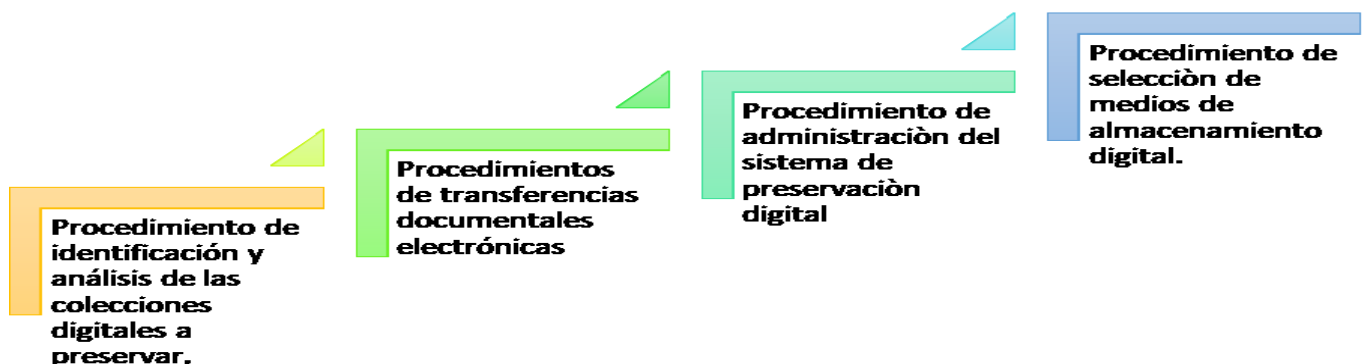 Procedimiento de
identificación y
análisis de las
colecciones
digitales a
preservar,
Procedimientos
de transferencias
documentales
electrónicas
Procedimiento de
administraciòn del
sistema de
preservaciòn
digital
Procedimiento de
selecciòn de
medios de
almacenamiento
digital.